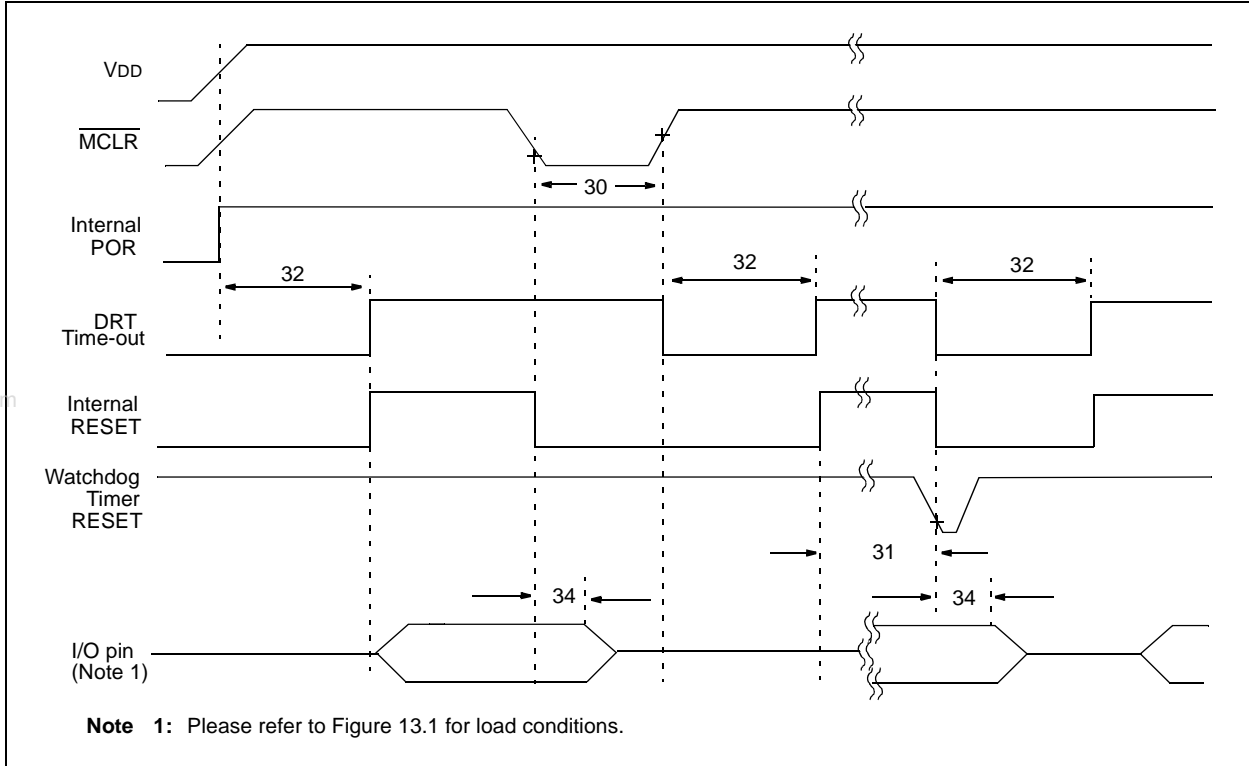 VDD
MCLR
30
Internal
POR
32
32
32
DRT
Time-out
m
Internal
RESET
Watchdog
Timer
RESET
31
34
34
I/O pin
(Note 1)
Note 1: Please refer to Figure 13.1 for load conditions.